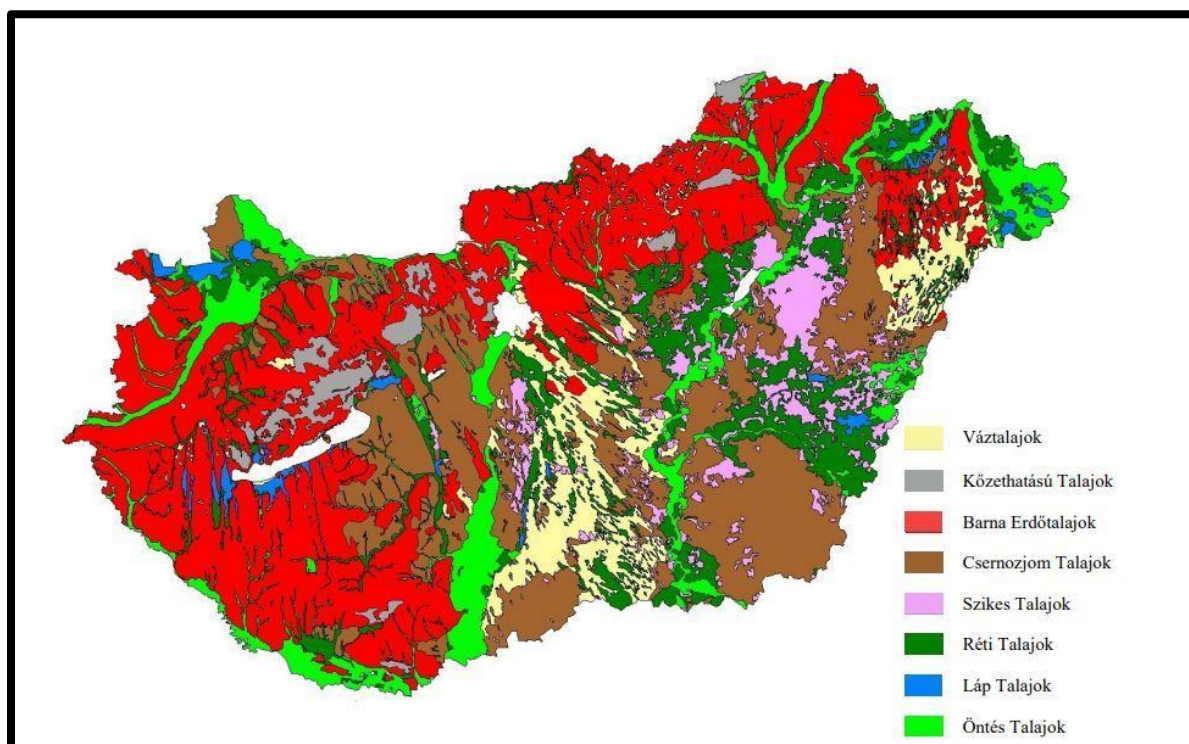 Váztalajok
Kőzethatású Talajok
Barna Erdőtalajok
Csernozjom Talajok
Szikes Talajok
Réti Talajok
Láp Talajok
Öntés Talajok